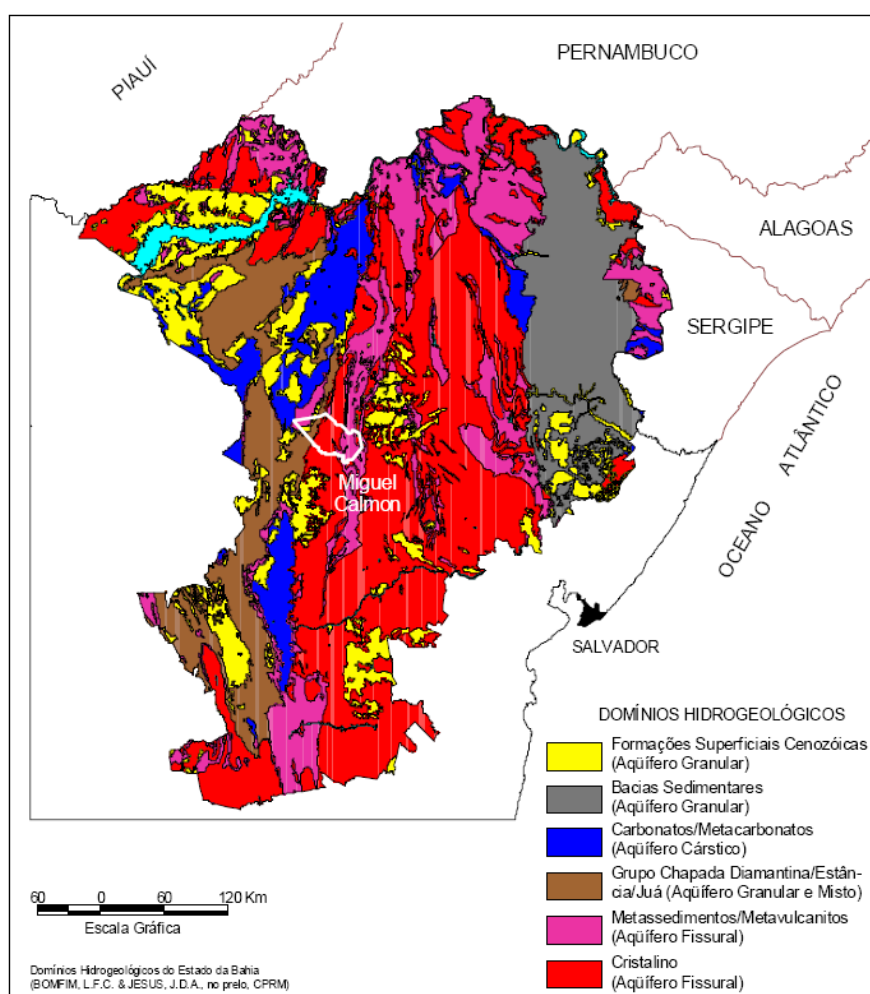 PIAUÍ
PERNAMBUCO
ALAGOAS
SERGIPE
OCEANO ATLÂNTICO
Miguel
Calmon
SALVADOR
DOMÍNIOS HIDROGEOLÓGICOS
Formações Superficiais Cenozóicas
(Aqüífero Granular)
Bacias Sedimentares
(Aqüífero Granular)
Carbonatos/Metacarbonatos
(Aqüífero Cárstico)
Grupo Chapada Diamantina/Estân-
cia/Juá (Aqüífero Granular e Misto)
Metassedimentos/Metavulcanitos
(Aqüífero Fissural)
Cristalino
(Aqüífero Fissural)
60 0 60 120 Km
Escala Gráfica
Domínios Hidrogeológicos do Estado da Bahia
(BOMFIM, L.F.C. & JESUS, J.D.A., no prelo, CPRM)